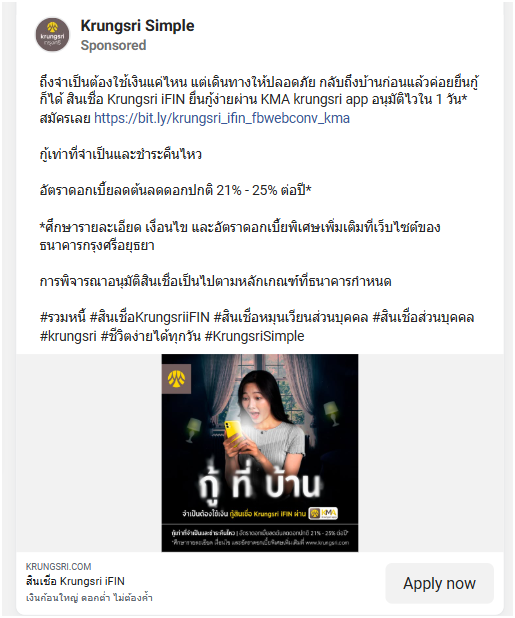 Krungsri Simple
Sponsored
krungsri
กรุงศรี
ถึงจำเป็นต้องใช้เงินแค่ไหน แต่เดินทางให้ปลอดภัย กลับถึงบ้านก่อนแล้วค่อยยื่นกู้
ก็ได้ สินเชื่อ Krungsri iFIN ยื่นกู้ง่ายผ่าน KMA krungsri app อนุมัติไวใน 1 วัน*
สมัครเลย https://bit.ly/krungsri_ifin_fbwebconv_kma
กู้เท่าที่จำเป็นและชำระคืนไหว
อัตราดอกเบี้ยลดต้นลดดอกปกติ 21% - 25% ต่อปี*
*ศึกษารายละเอียด เงื่อนไข และอัตราดอกเบี้ยพิเศษเพิ่มเติมที่เว็บไซต์ของ
ธนาคารกรุงศรีอยุธยา
การพิจารณาอนุมัติสินเชื่อเป็นไปตามหลักเกณฑ์ที่ธนาคารกำหนด
#รวมหนี้ #สินเชื่อKrungsriiFIN #สินเชื่อหมุนเวียนส่วนบุคคล #สินเชื่อส่วนบุคคล
#krungsri #ชีวิตง่ายได้ทุกวัน #KrungsriSimple
กู้ ที่ บ้าน
จำเป็นต้องใช้เงิน กู้สินเชื่อ Krungsri iFIN ผ่าน KMA
กู้เท่าที่จำเป็นและชำระคืนไหว | อัตราดอกเบี้ยลดต้นลดดอกปกติ 21% - 25% ต่อปี*
*ศึกษารายละเอียด เงื่อนไข และอัตราดอกเบี้ยพิเศษเพิ่มเติมที่ www.krungsri.com
KRUNGSRI.COM
สินเชื่อ Krungsri iFIN
เงินก้อนใหญ่ ดอกต่ำ ไม่ต้องค้ำ
Apply now